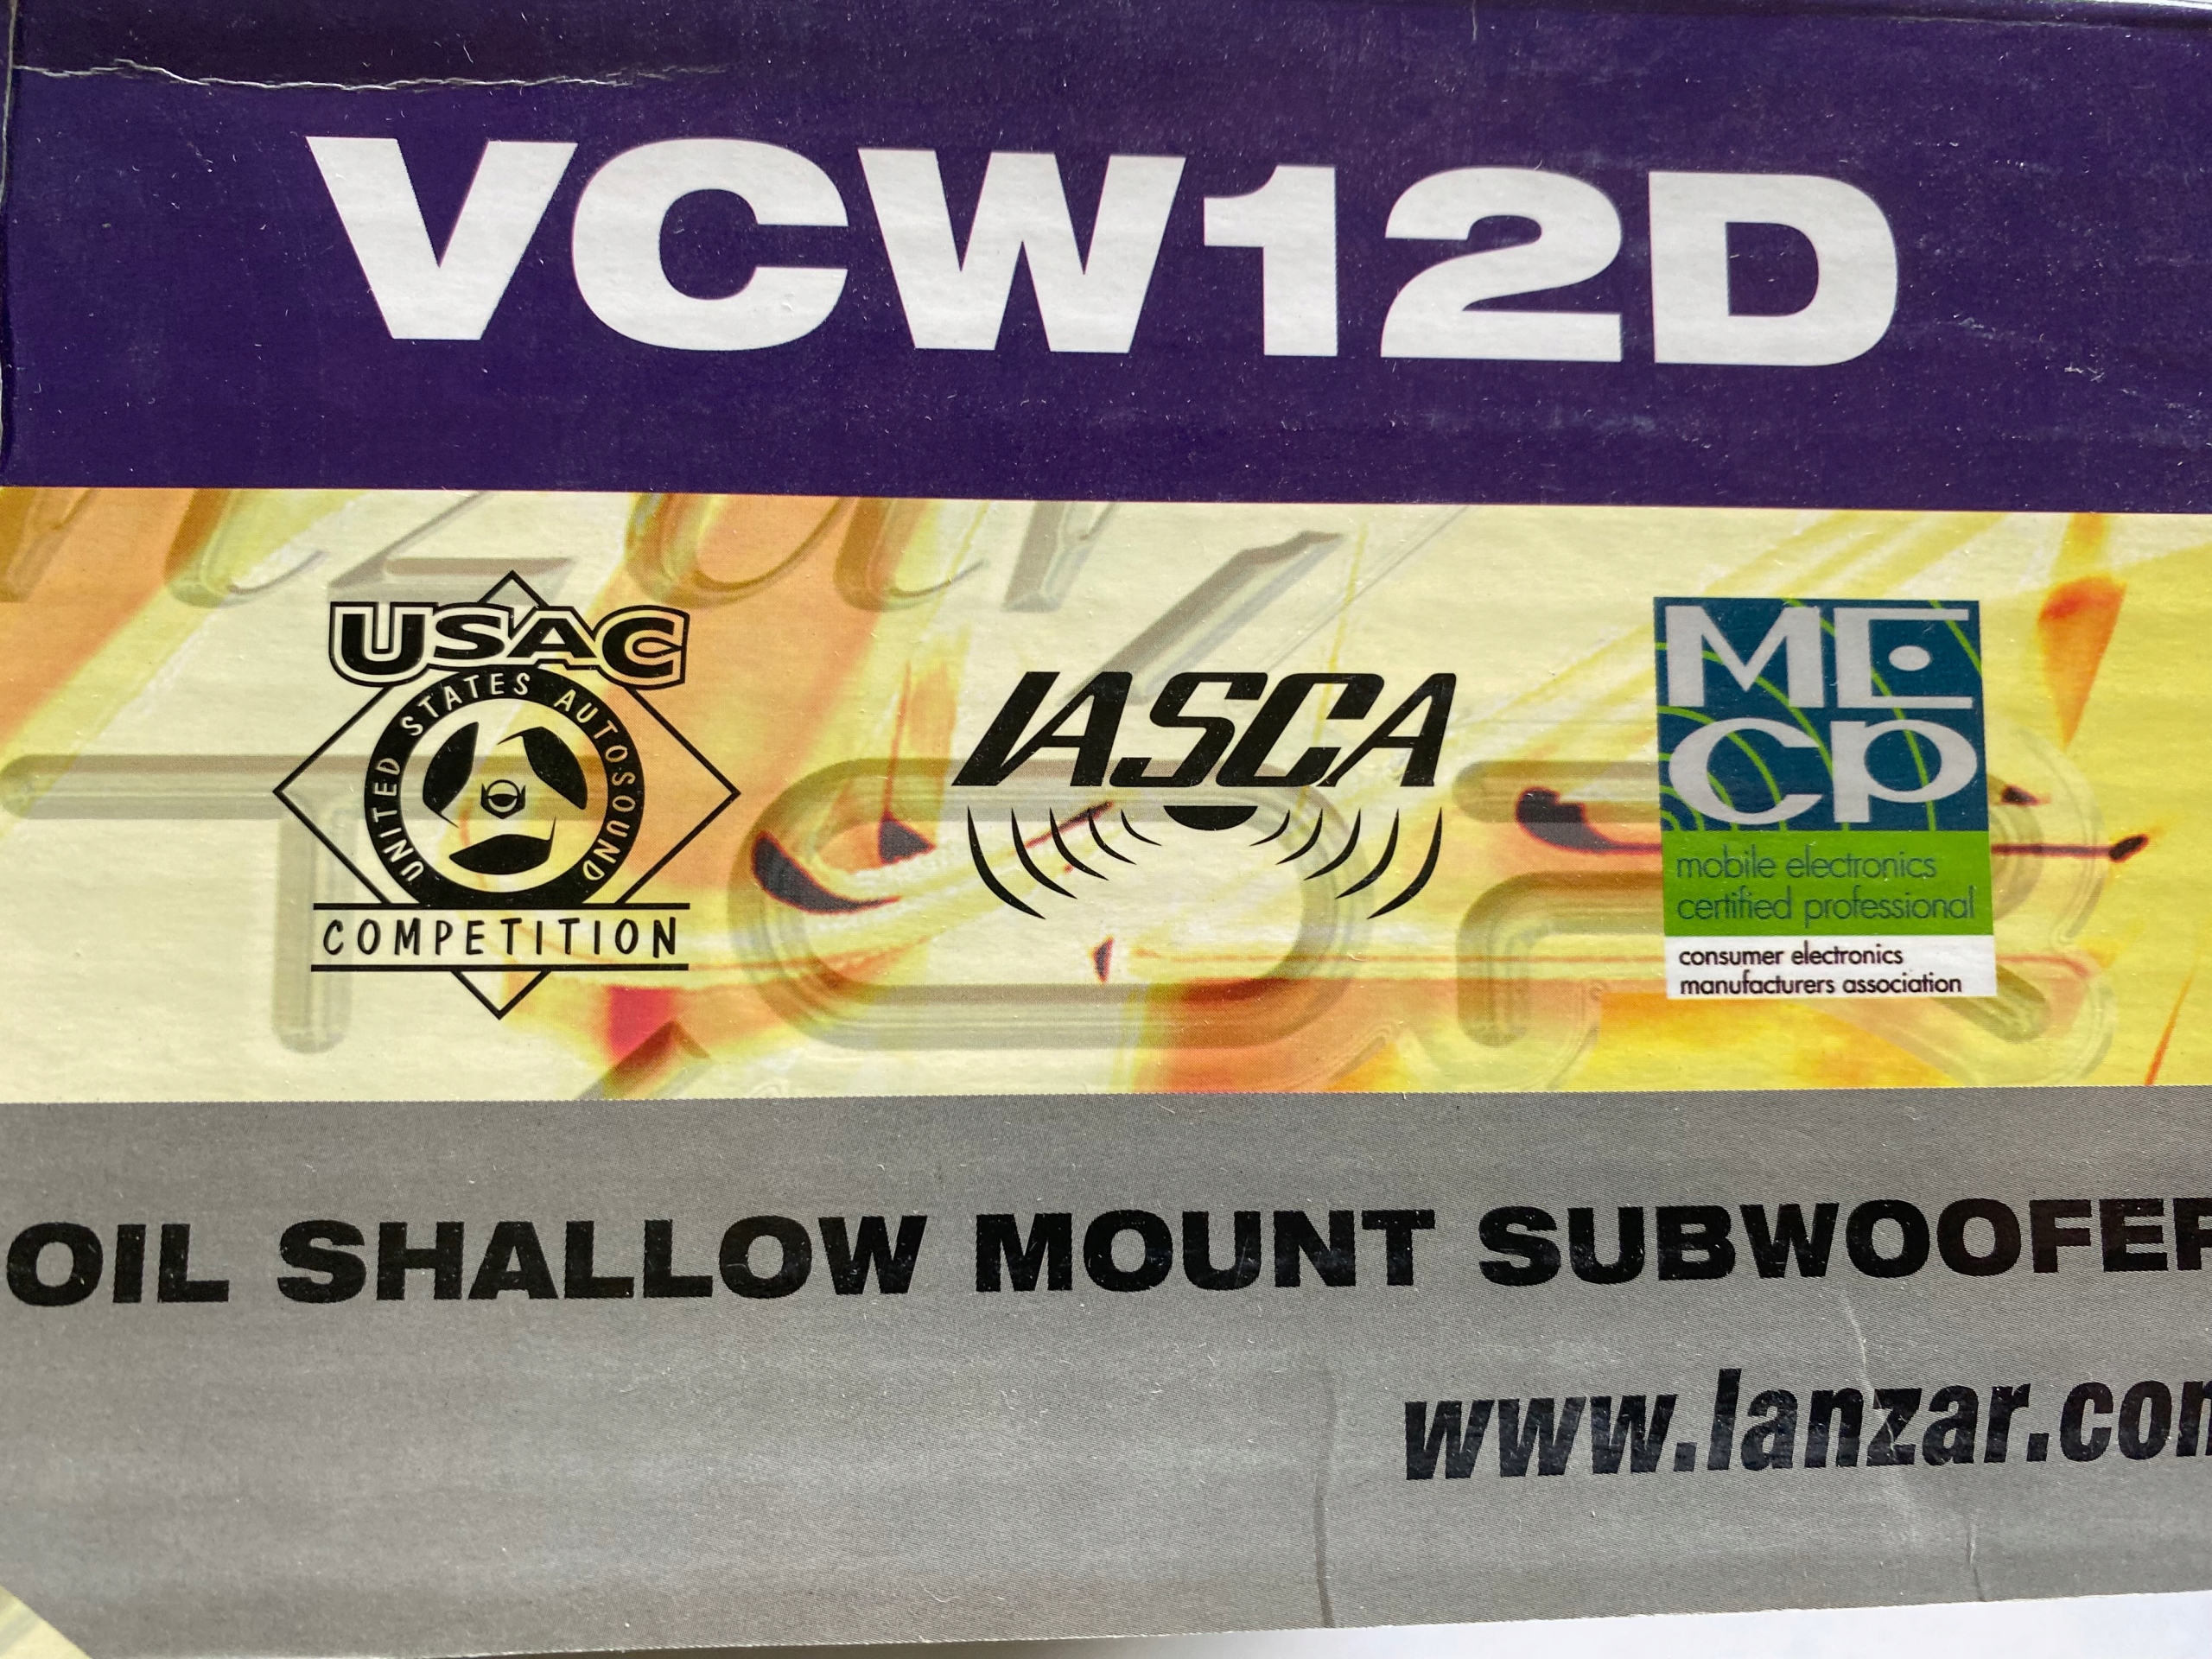 VCW12D
USAC
UNITED STATES AUTOSOUND
COMPETITION
IASCA
ME
CP
mobile electronics
certified professional
consumer electronics
manufacturers association
OIL SHALLOW MOUNT SUBWOOFER
www.lanzar.com